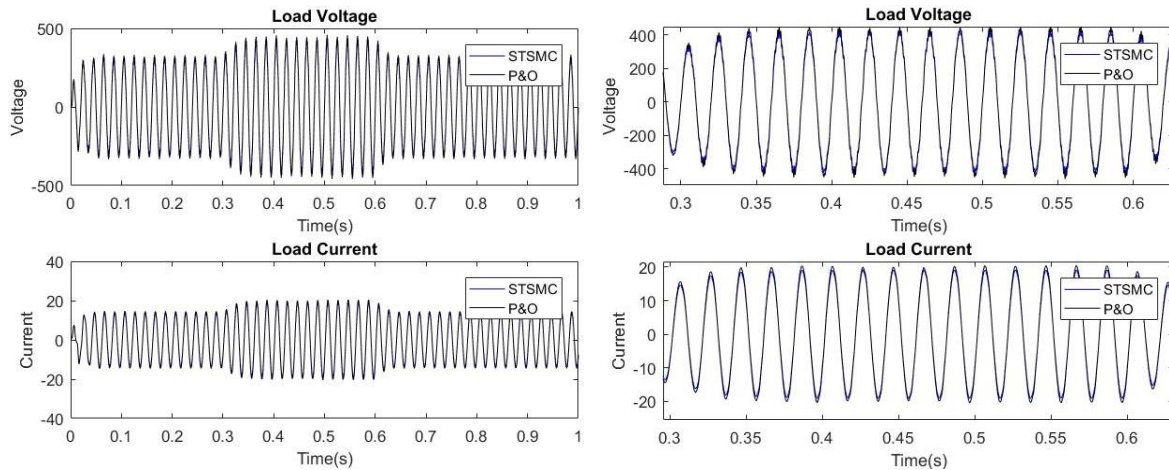 Load Voltage
500
0
-500
Voltage
STSMC
P&O
0 0.1 0.2 0.3 0.4 0.5 0.6 0.7 0.8 0.9 1
Time(s)
Load Voltage
400
200
0
-200
-400
Voltage
STSMC
P&O
0.3 0.35 0.4 0.45 0.5 0.55 0.6
Time(s)
Load Current
40
20
0
-20
-40
Current
STSMC
P&O
0 0.1 0.2 0.3 0.4 0.5 0.6 0.7 0.8 0.9 1
Time(s)
Load Current
20
10
0
-10
-20
Current
STSMC
P&O
0.3 0.35 0.4 0.45 0.5 0.55 0.6
Time(s)